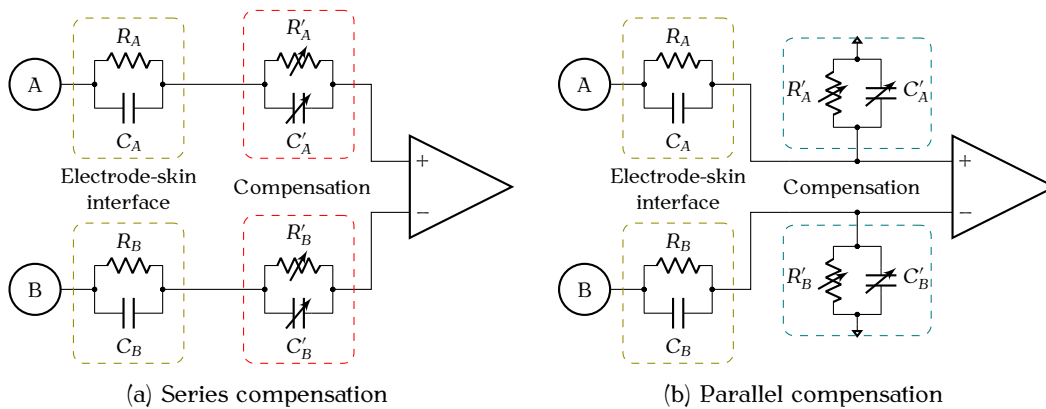 R_A
R'_A
A
C_A
C'_A
Electrode-skin
interface
Compensation
+
−
R_B
R'_B
B
C_B
C'_B
(a) Series compensation
R_A
A
R'_A
C'_A
C_A
Electrode-skin
interface
Compensation
+
−
R_B
B
R'_B
C'_B
C_B
(b) Parallel compensation